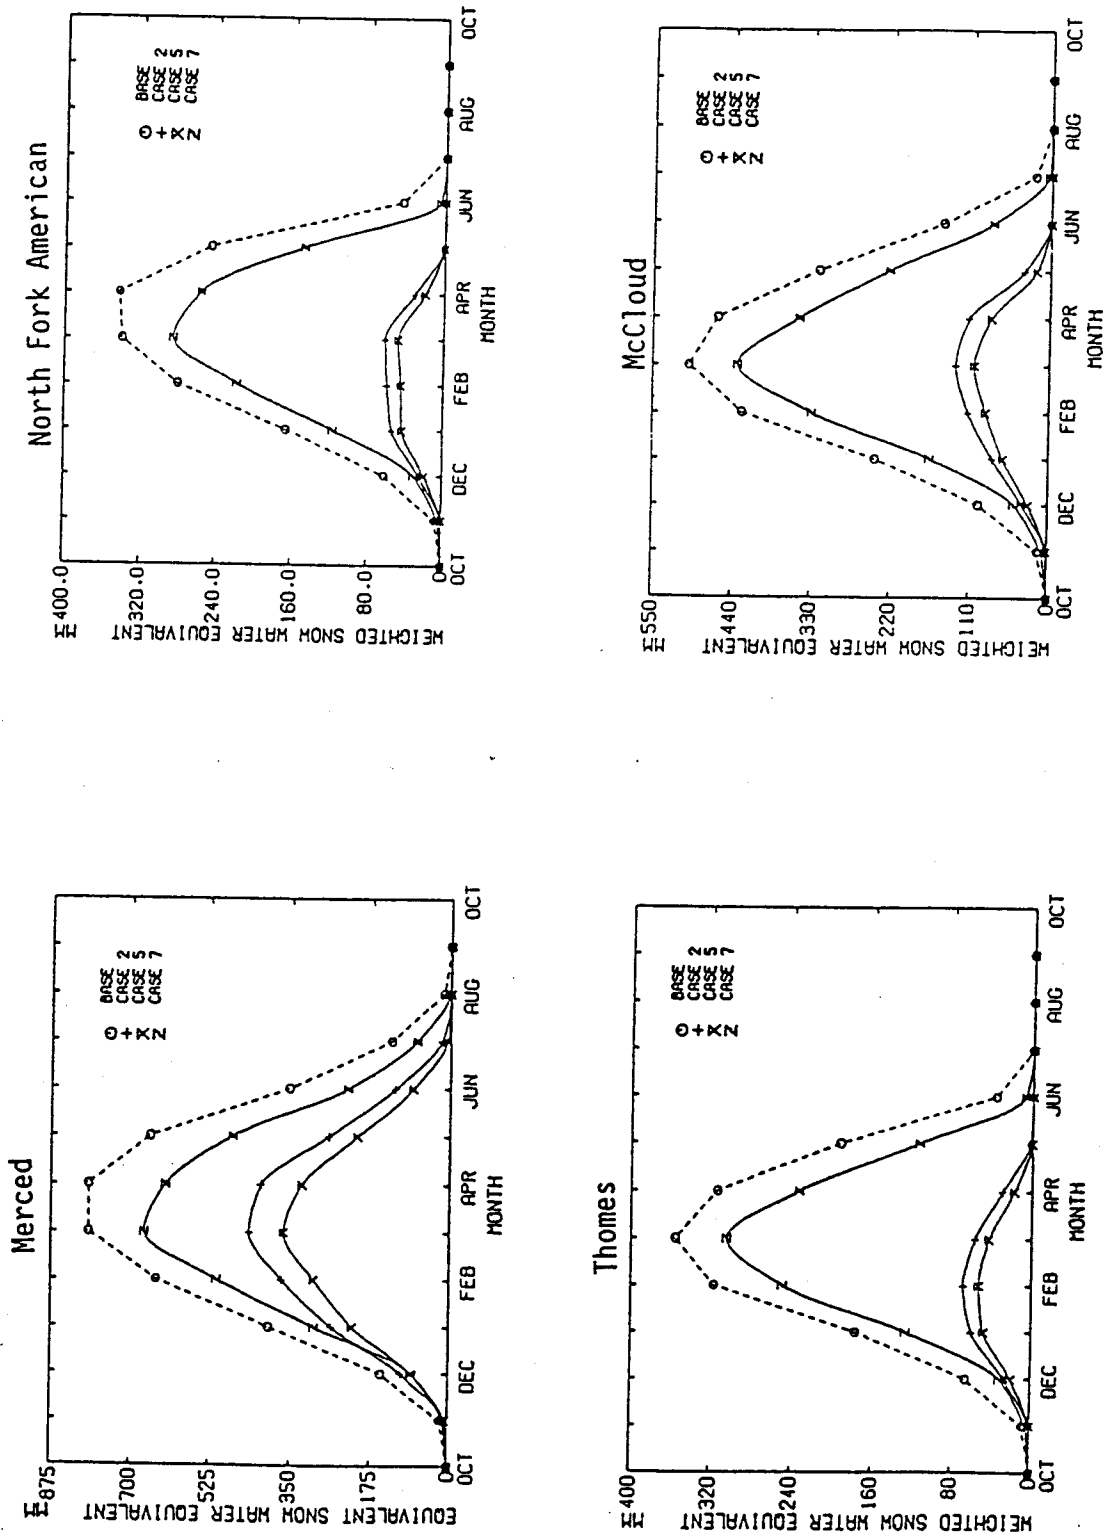 Merced
MM
875
700
525
350
175
0
EQUIVALENT SNOW WATER EQUIVALENT
OCT DEC FEB APR JUN AUG OCT
MONTH
⊙ BASE
+ CASE 2
X CASE 5
Z CASE 7
North Fork American
MM
400.0
320.0
240.0
160.0
80.0
0
WEIGHTED SNOW WATER EQUIVALENT
OCT DEC FEB APR JUN AUG OCT
MONTH
⊙ BASE
+ CASE 2
X CASE 5
Z CASE 7
Thomes
MM
400
320
240
160
80
0
WEIGHTED SNOW WATER EQUIVALENT
OCT DEC FEB APR JUN AUG OCT
MONTH
⊙ BASE
+ CASE 2
X CASE 5
Z CASE 7
McCloud
MM
550
440
330
220
110
0
WEIGHTED SNOW WATER EQUIVALENT
OCT DEC FEB APR JUN AUG OCT
MONTH
⊙ BASE
+ CASE 2
X CASE 5
Z CASE 7